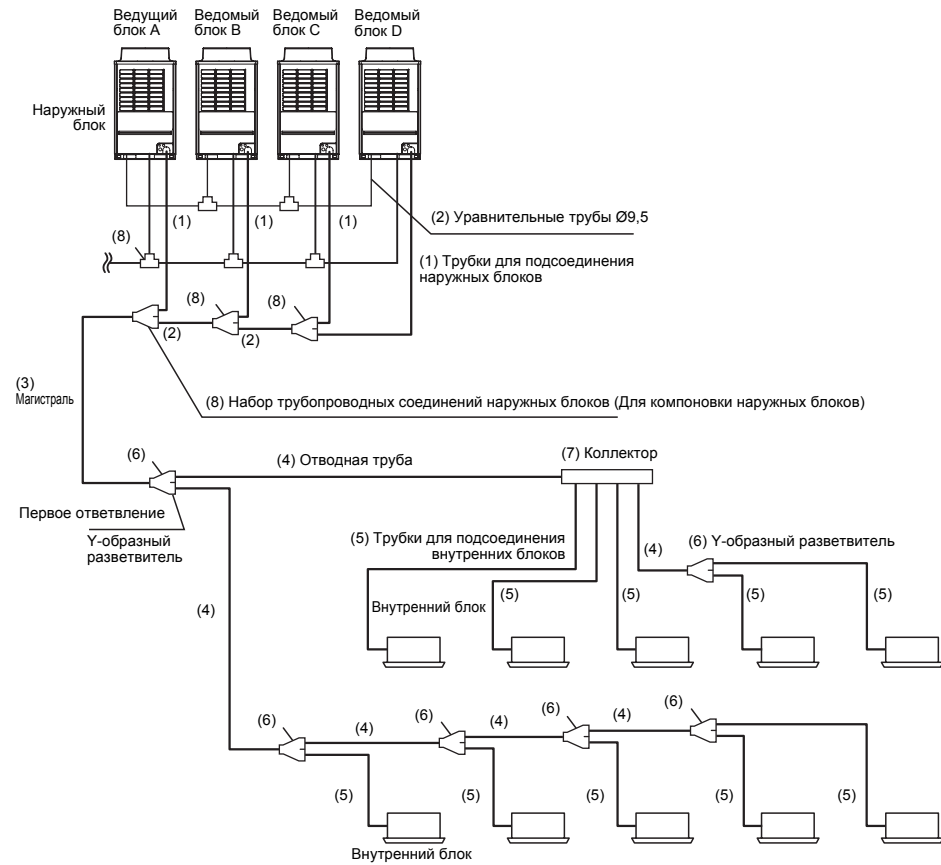 Ведущий
блок A
Ведомый
блок B
Ведомый
блок C
Ведомый
блок D
Наружный
блок
(1)
(1)
(1)
(2) Уравнительные трубы Ø9,5
(8)
(1) Трубки для подсоединения
наружных блоков
(8)
(8)
(2)
(2)
(3)
Магистраль
(8) Набор трубопроводных соединений наружных блоков (Для компоновки наружных блоков)
(6)
(4) Отводная труба
(7) Коллектор
Первое ответвление
Y-образный
разветвитель
(5) Трубки для подсоединения
внутренних блоков
(4)
(6) Y-образный разветвитель
(4)
Внутренний блок
(5)
(5)
(5)
(5)
(6)
(4)
(6)
(4)
(6)
(4)
(6)
(5)
(5)
(5)
(5)
(5)
Внутренний блок